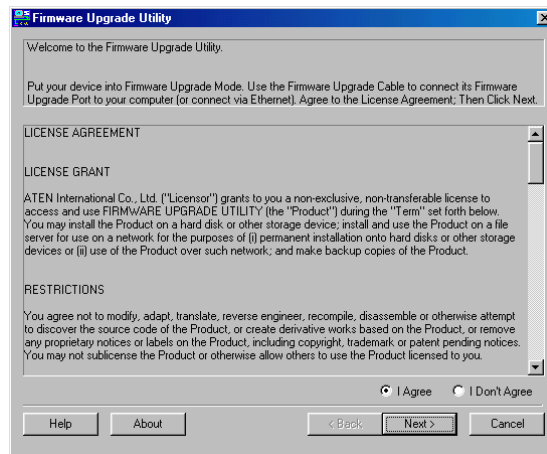 Firmware Upgrade Utility
Welcome to the Firmware Upgrade Utility.
Put your device into Firmware Upgrade Mode. Use the Firmware Upgrade Cable to connect its Firmware
Upgrade Port to your computer (or connect via Ethernet). Agree to the License Agreement; Then Click Next.
LICENSE AGREEMENT
LICENSE GRANT
ATEN International Co., Ltd. ("Licensor") grants to you a non-exclusive, non-transferable license to
access and use FIRMWARE UPGRADE UTILITY (the "Product") during the "Term" set forth below.
You may install the Product on a hard disk or other storage device; install and use the Product on a file
server for use on a network for the purposes of (i) permanent installation onto hard disks or other storage
devices or (ii) use of the Product over such network; and make backup copies of the Product.
RESTRICTIONS
You agree not to modify, adapt, translate, reverse engineer, recompile, disassemble or otherwise attempt
to discover the source code of the Product, or create derivative works based on the Product, or remove
any proprietary notices or labels on the Product, including copyright, trademark or patent pending notices.
You may not sublicense the Product or otherwise allow others to use the Product licensed to you.
I Agree I Don't Agree
Help About < Back Next > Cancel